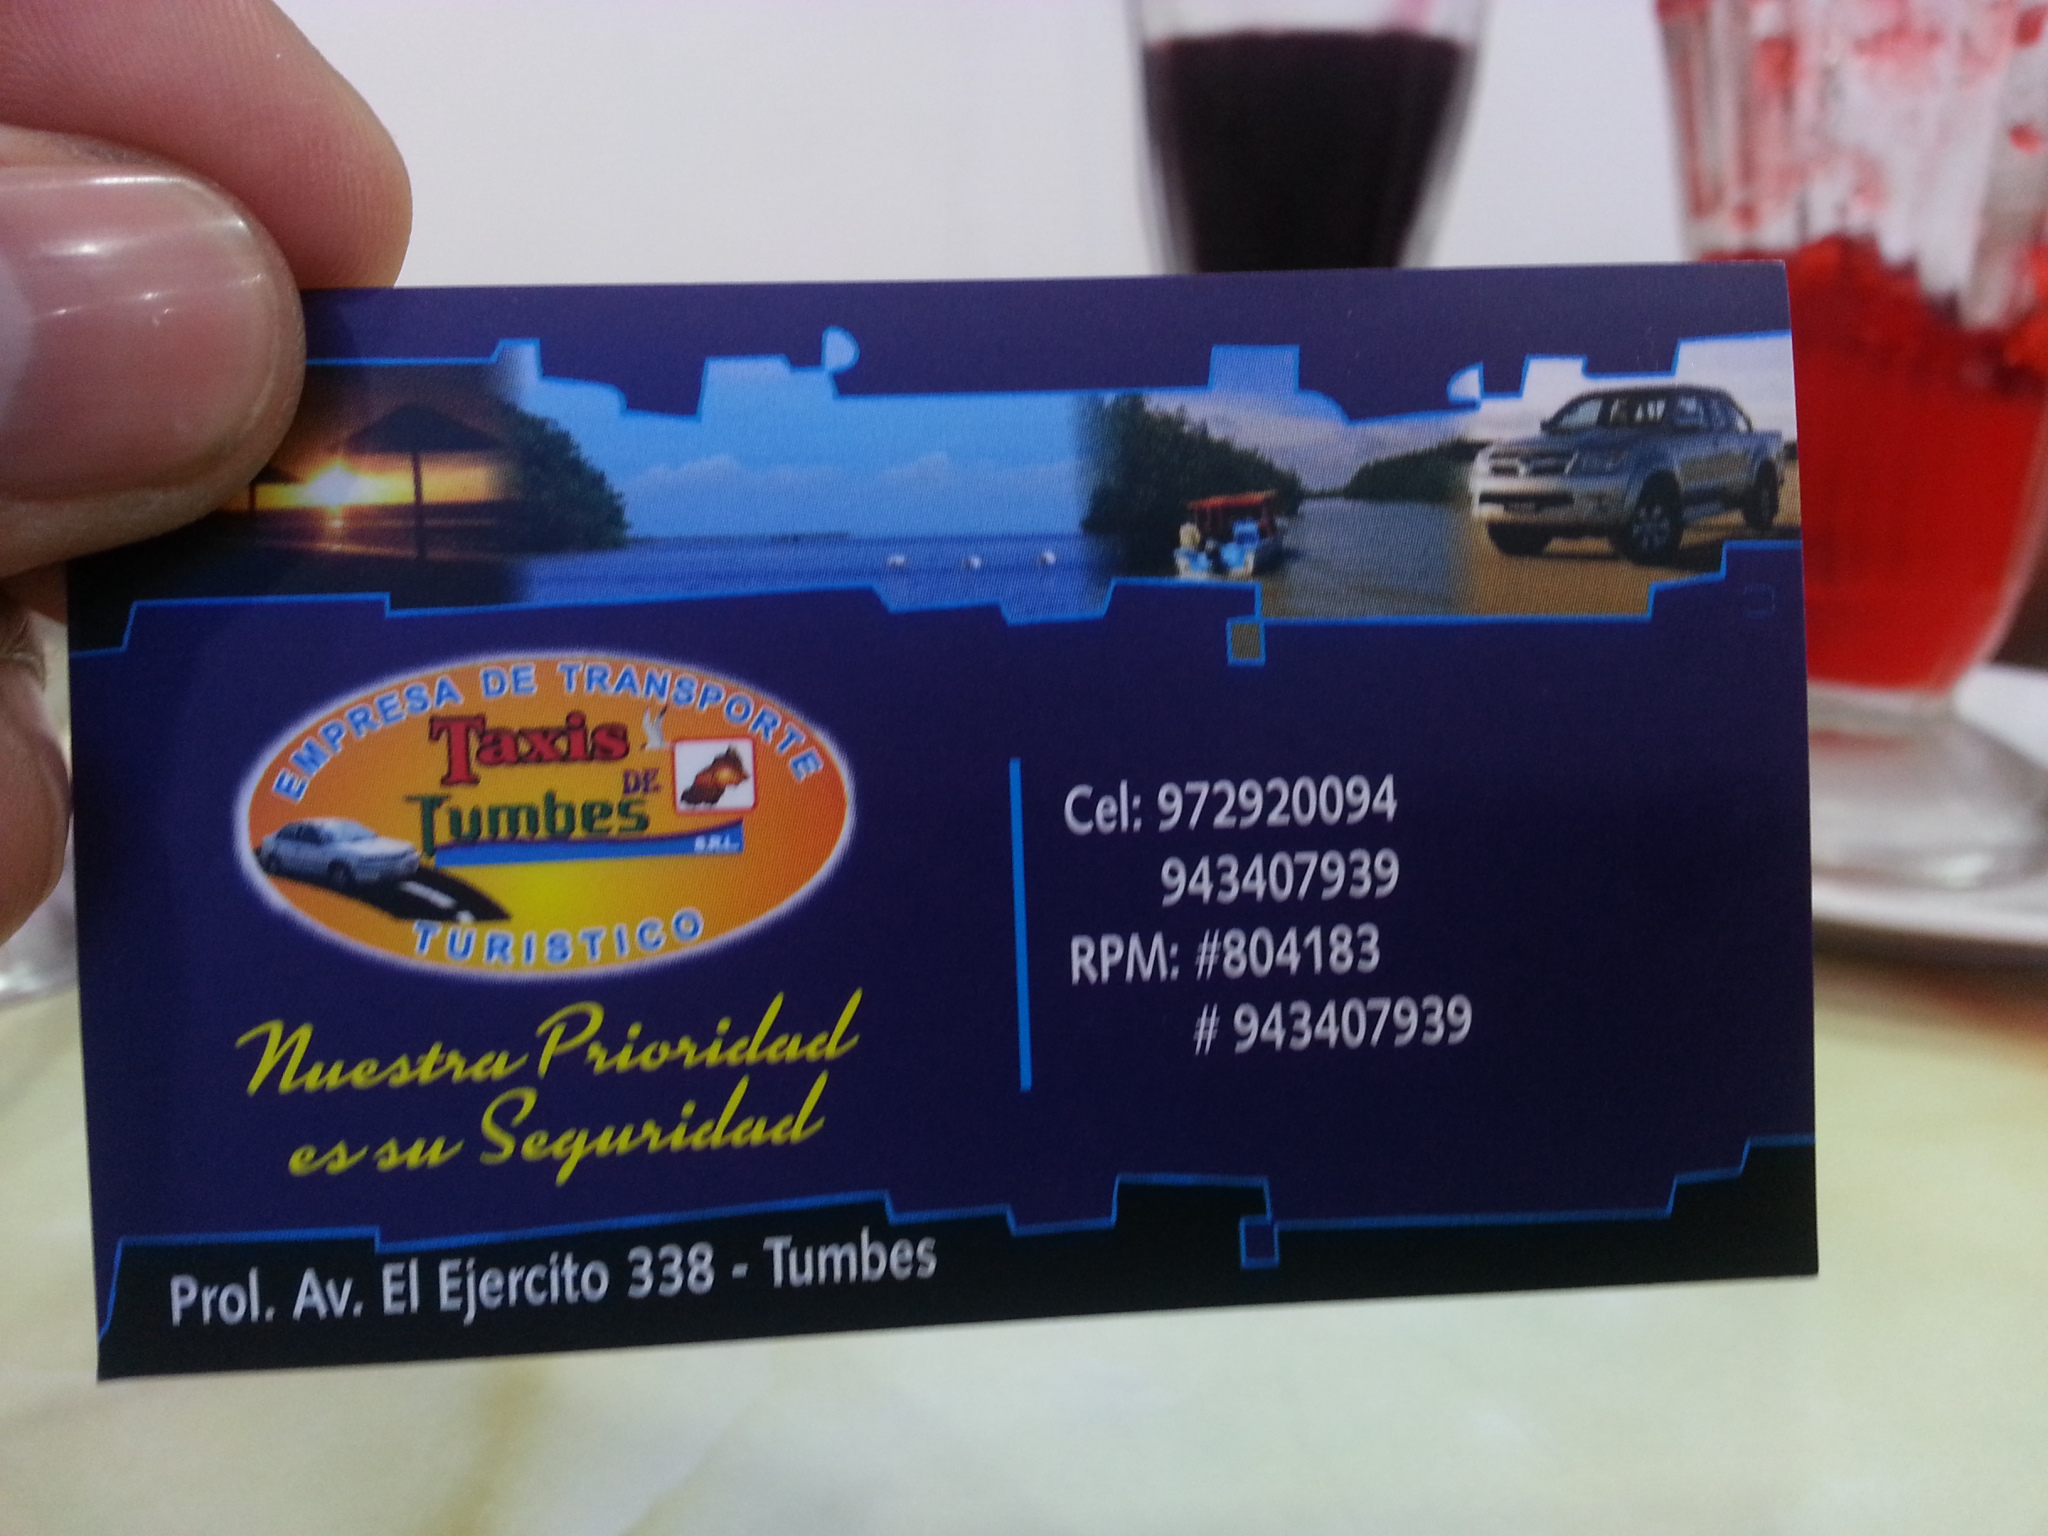 EMPRESA DE TRANSPORTE
Taxis
DE
Tumbes
S.R.L.
TURISTICO
Nuestra Prioridad
es su Seguridad
Cel: 972920094
943407939
RPM: #804183
# 943407939
Prol. Av. El Ejercito 338 - Tumbes